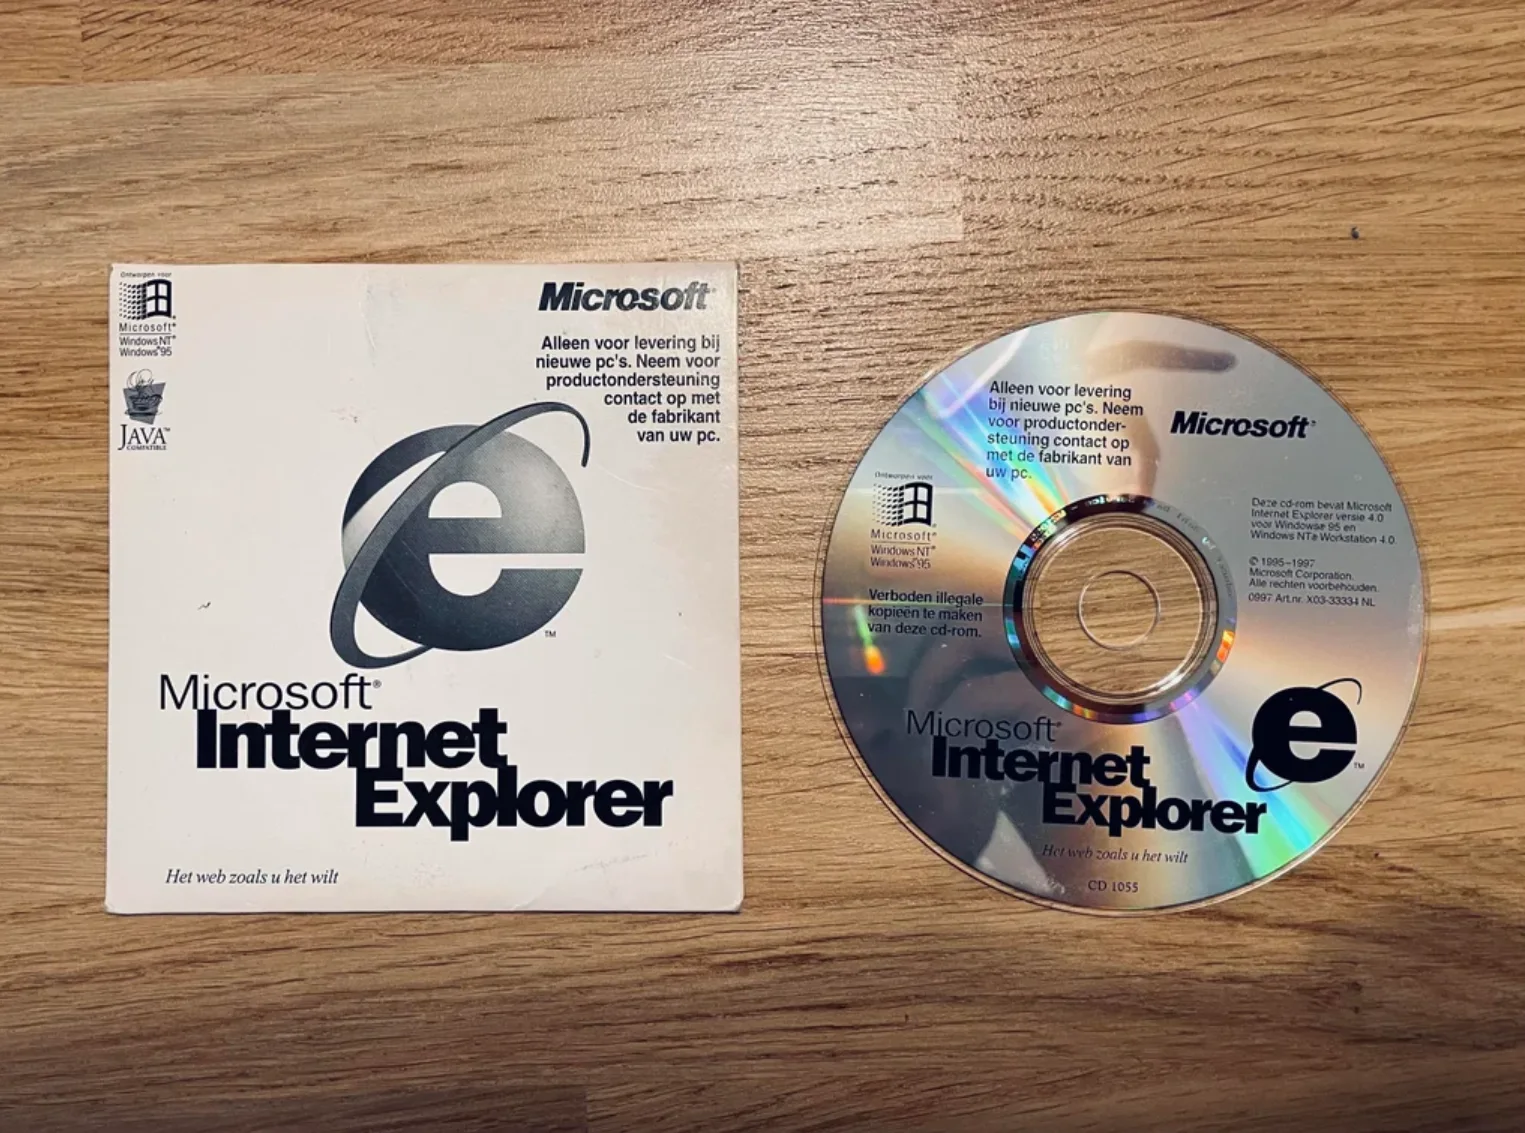 Ontworpen voor
Microsoft®
Windows NT®
Windows®95
JAVA™
COMPATIBLE
Microsoft®
Alleen voor levering bij
nieuwe pc's. Neem voor
productondersteuning
contact op met
de fabrikant
van uw pc.
e
™
Microsoft®
Internet
Explorer
Het web zoals u het wilt
Alleen voor levering
bij nieuwe pc's. Neem
voor productonder-
steuning contact op
met de fabrikant van
uw pc.
Microsoft®
Ontworpen voor
Microsoft®
Windows NT®
Windows®95
Verboden illegale
kopieën te maken
van deze cd-rom.
Deze cd-rom bevat Microsoft
Internet Explorer versie 4.0
voor Windows® 95 en
Windows NT® Workstation 4.0.
© 1995–1997
Microsoft Corporation.
Alle rechten voorbehouden.
0997 Art.nr. X03-33334 NL
Microsoft®
Internet
Explorer
e
™
Het web zoals u het wilt
CD 1055